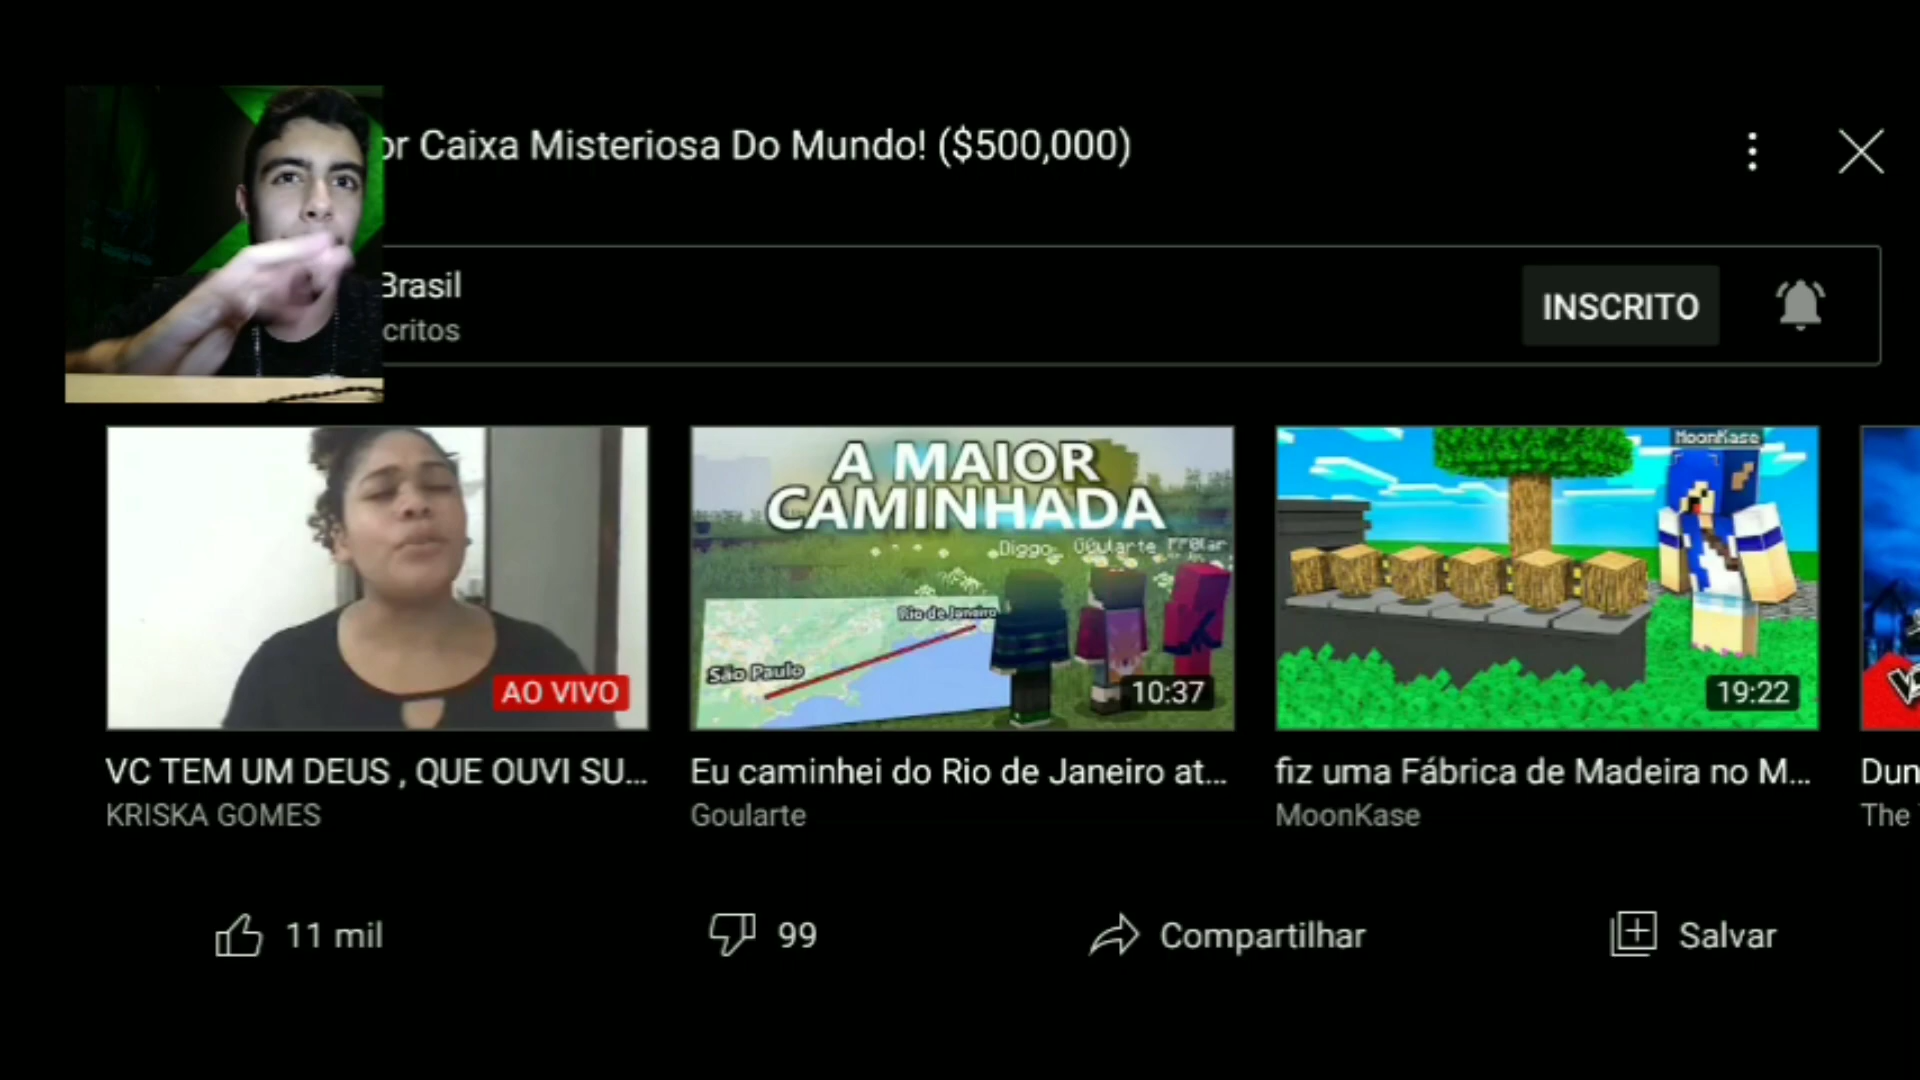 or Caixa Misteriosa Do Mundo! ($500,000)
Brasil
critos
INSCRITO
A MAIOR
CAMINHADA
Diggo
Goularte
Rio de Janeiro
São Paulo
10:37
MoonKase
19:22
AO VIVO
VC TEM UM DEUS , QUE OUVI SU...
KRISKA GOMES
Eu caminhei do Rio de Janeiro at...
Goularte
fiz uma Fábrica de Madeira no M...
MoonKase
Dun
The
11 mil
99
Compartilhar
Salvar